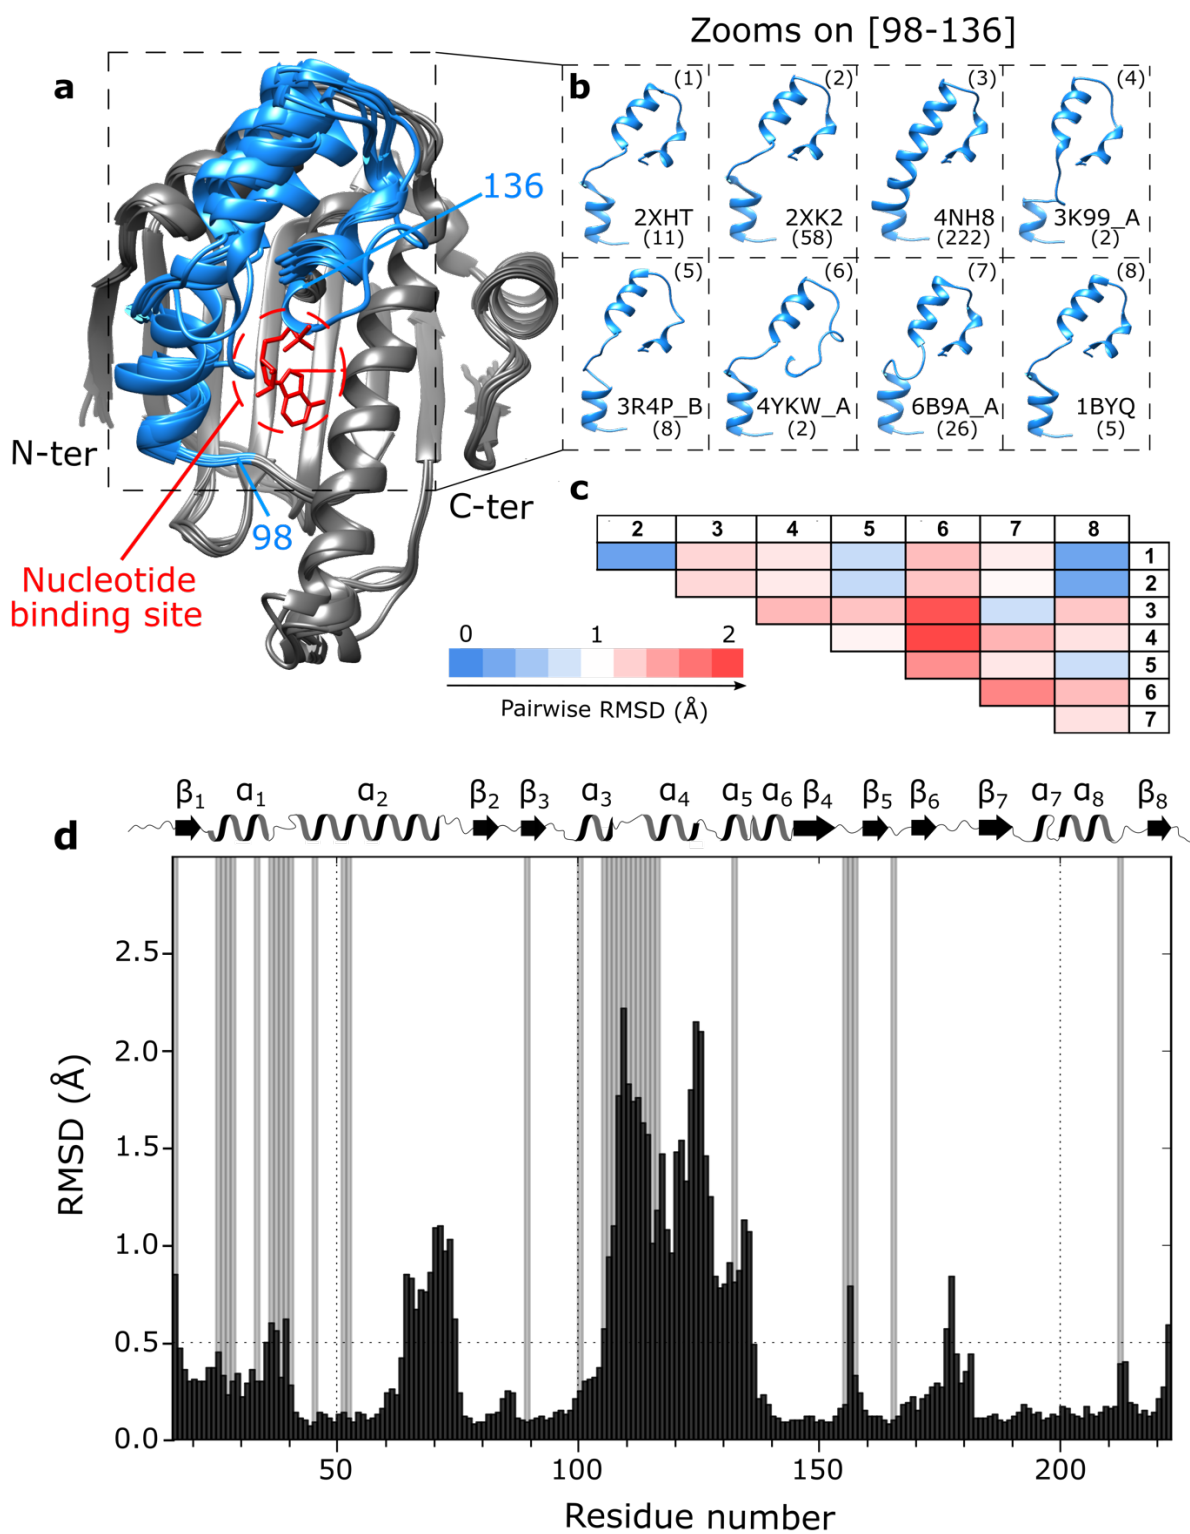 Zooms on [98-136]
a
136
N-ter
98
C-ter
Nucleotide
binding site
b
(1)
2XHT
(11)
(2)
2XK2
(58)
(3)
4NH8
(222)
(4)
3K99_A
(2)
(5)
3R4P_B
(8)
(6)
4YKW_A
(2)
(7)
6B9A_A
(26)
(8)
1BYQ
(5)
c
2 3 4 5 6 7 8
1
2
3
4
5
6
7
0 1 2
Pairwise RMSD (Å)
β1 α1 α2 β2 β3 α3 α4 α5 α6 β4 β5 β6 β7 α7 α8 β8
d
2.5
2.0
1.5
1.0
0.5
0.0
RMSD (Å)
50 100 150 200
Residue number